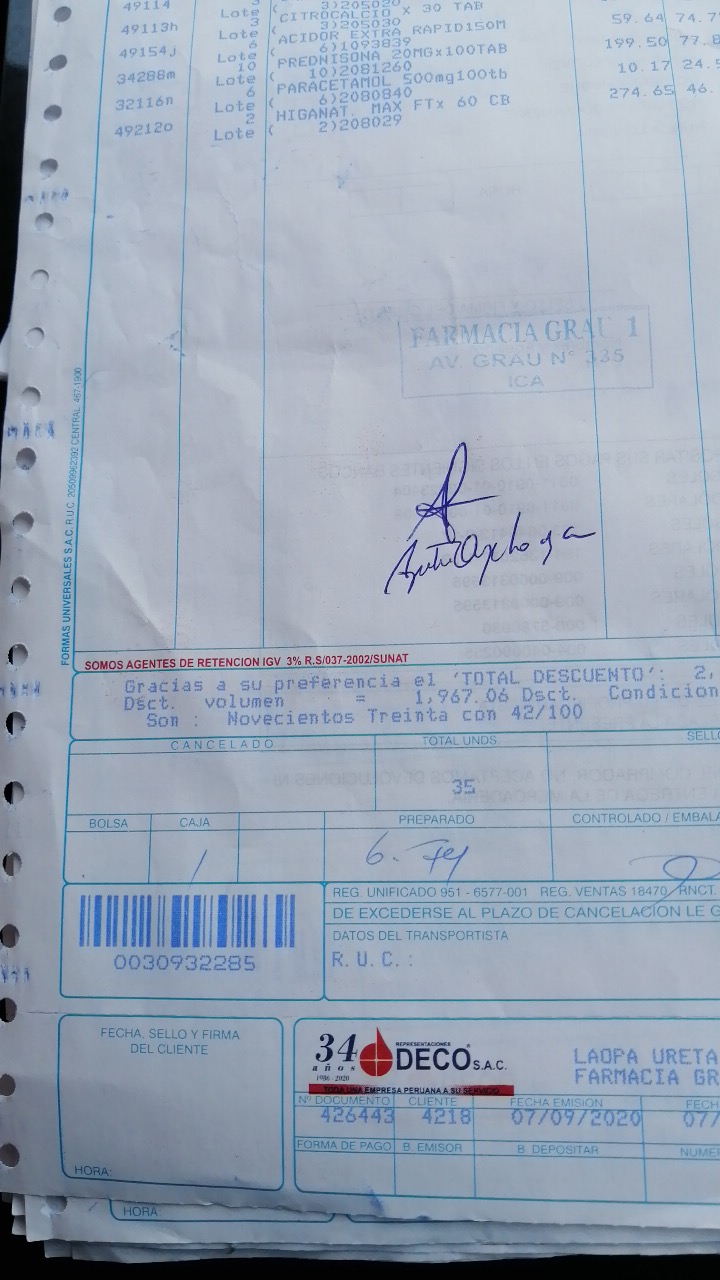 49114
3
Lote ( 3)205020
49113h CITROCALCIO x 30 TAB
3
Lote ( 3)205030
49154j ACIDOR EXTRA RAPID150M 59.64 74.7
6
Lote ( 6)1093839
34288m PREDNISONA 20MGx100TAB 199.50 77.8
10
Lote ( 10)2081260
32116n PARACETAMOL 500mg100tb 10.17 24.5
6
Lote ( 6)2080840
49212o HIGANAT. MAX FTx 60 CB 274.65 46.
2
Lote ( 2)208029
FARMACIA GRAU 1
AV. GRAU N° 335
ICA
FORMAS UNIVERSALES S.A.C. R.U.C. 20509962392 CENTRAL: 467-1900
SOMOS AGENTES DE RETENCION IGV 3% R.S/037-2002/SUNAT
Gracias a su preferencia el 'TOTAL DESCUENTO': 2,
Dsct. volumen = 1,967.06 Dsct. Condicion
Son : Novecientos Treinta con 42/100
CANCELADO TOTAL UNDS. SELL
35
BOLSA CAJA PREPARADO CONTROLADO / EMBALA
REG. UNIFICADO 951 - 6577-001 REG. VENTAS 18470 RNCT.
DE EXCEDERSE AL PLAZO DE CANCELACIÓN LE G
DATOS DEL TRANSPORTISTA
R. U. C. :
0030932285
FECHA, SELLO Y FIRMA
DEL CLIENTE
HORA:
34
años
1986 - 2020
REPRESENTACIONES
DECO S.A.C.
TODA UNA EMPRESA PERUANA A SU SERVICIO
LAOPA URETA
FARMACIA GR
Nº DOCUMENTO CLIENTE FECHA EMISION FECH
426443 4218 07/09/2020 07/
FORMA DE PAGO B. EMISOR B. DEPOSITAR NUME
HORA: